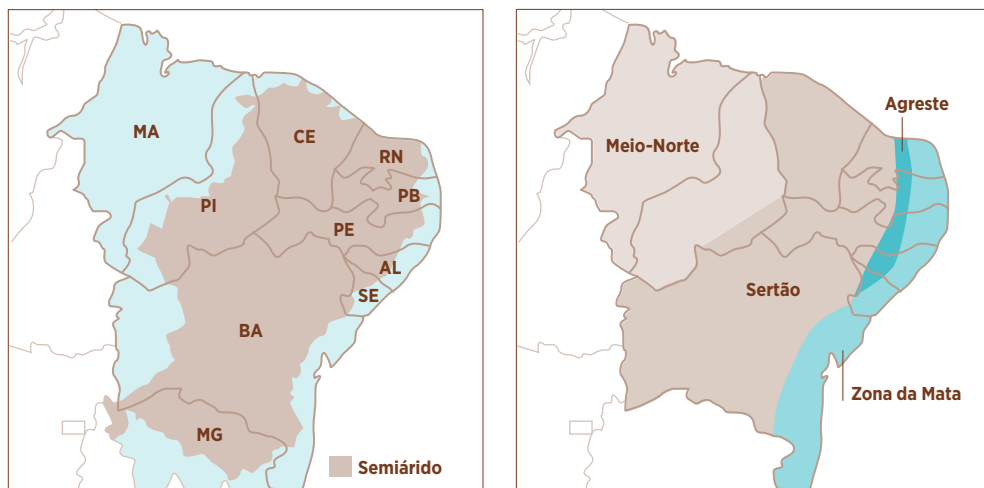 MA
CE
RN
PI
PB
PE
AL
SE
BA
MG
Semiárido
Agreste
Meio-Norte
Sertão
Zona da Mata